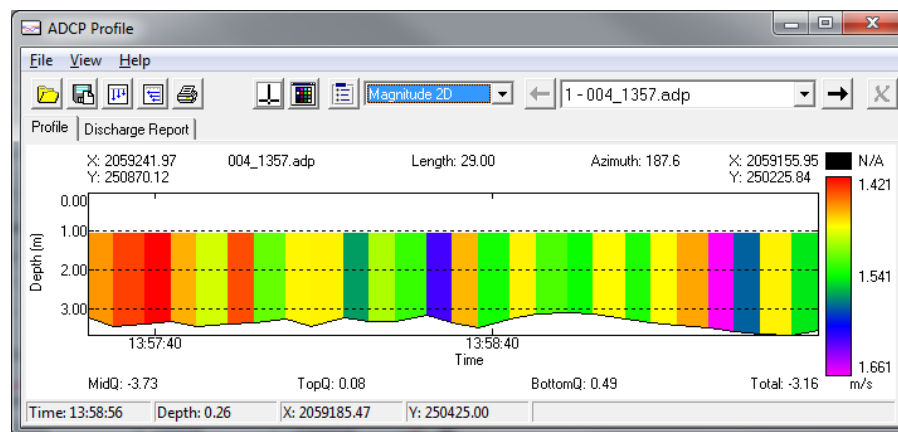 ADCP Profile
File View Help
Magnitude 2D
1 - 004_1357.adp
Profile
Discharge Report
X: 2059241.97 004_1357.adp Length: 29.00 Azimuth: 187.6 X: 2059155.95 N/A
Y: 250870.12 Y: 250225.84
1.421
0.00
1.00
2.00
3.00
Depth (m)
1.541
1.661
m/s
13:57:40 13:58:40
Time
MidQ: -3.73 TopQ: 0.08 BottomQ: 0.49 Total: -3.16
Time: 13:58:56 Depth: 0.26 X: 2059185.47 Y: 250425.00